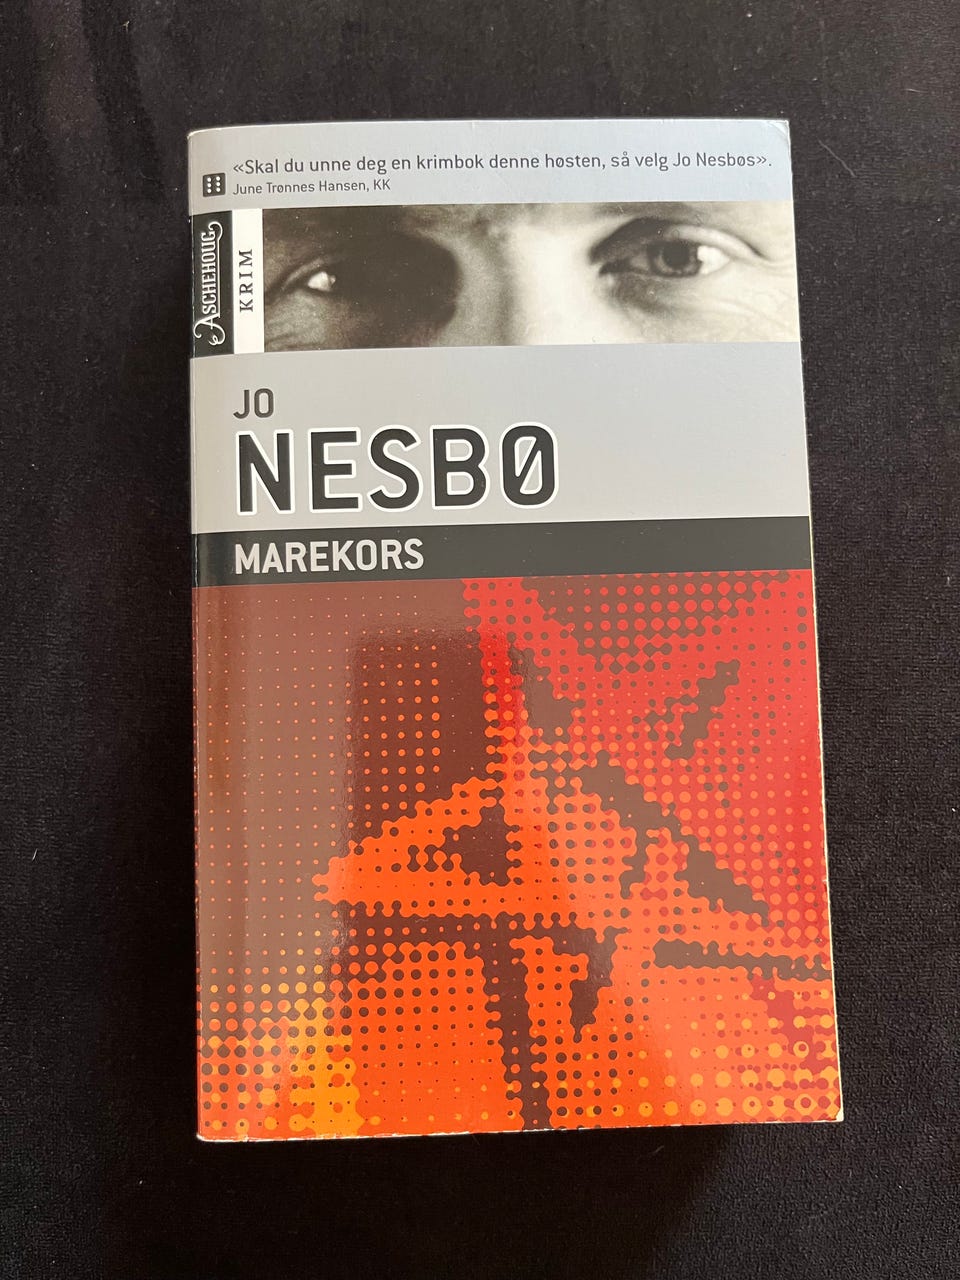 «Skal du unne deg en krimbok denne høsten, så velg Jo Nesbøs».
June Trønnes Hansen, KK
ASCHEHOUG
KRIM
JO
NESBØ
MAREKORS